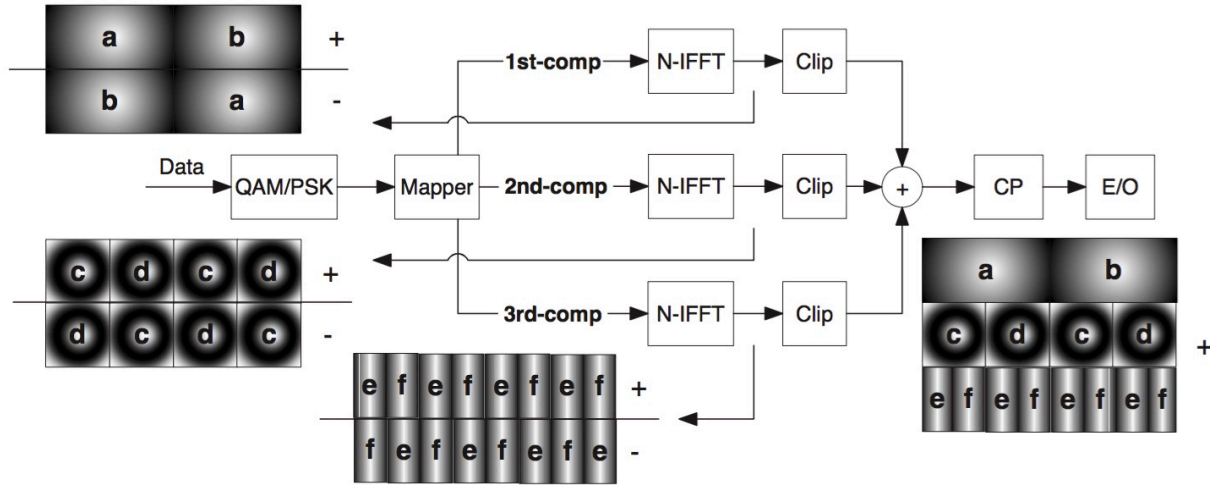 a b +
b a -
1st-comp N-IFFT Clip
Data QAM/PSK Mapper 2nd-comp N-IFFT Clip + CP E/O
c d c d +
d c d c -
3rd-comp N-IFFT Clip
a b
c d c d +
e f e f e f e f
e f e f e f e f +
f e f e f e f e -